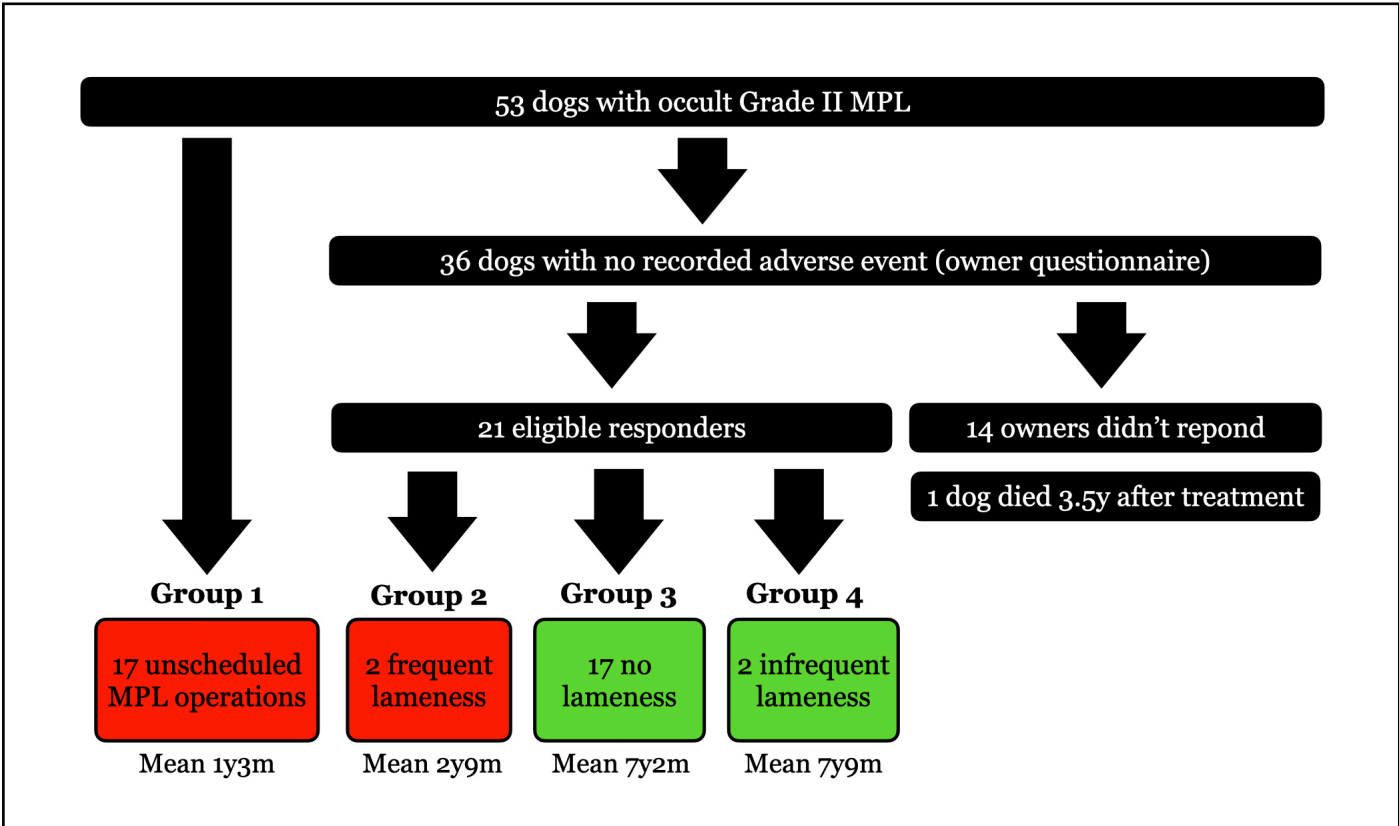 53 dogs with occult Grade II MPL
36 dogs with no recorded adverse event (owner questionnaire)
21 eligible responders
14 owners didn’t repond
1 dog died 3.5y after treatment
Group 1
17 unscheduled
MPL operations
Mean 1y3m
Group 2
2 frequent
lameness
Mean 2y9m
Group 3
17 no
lameness
Mean 7y2m
Group 4
2 infrequent
lameness
Mean 7y9m